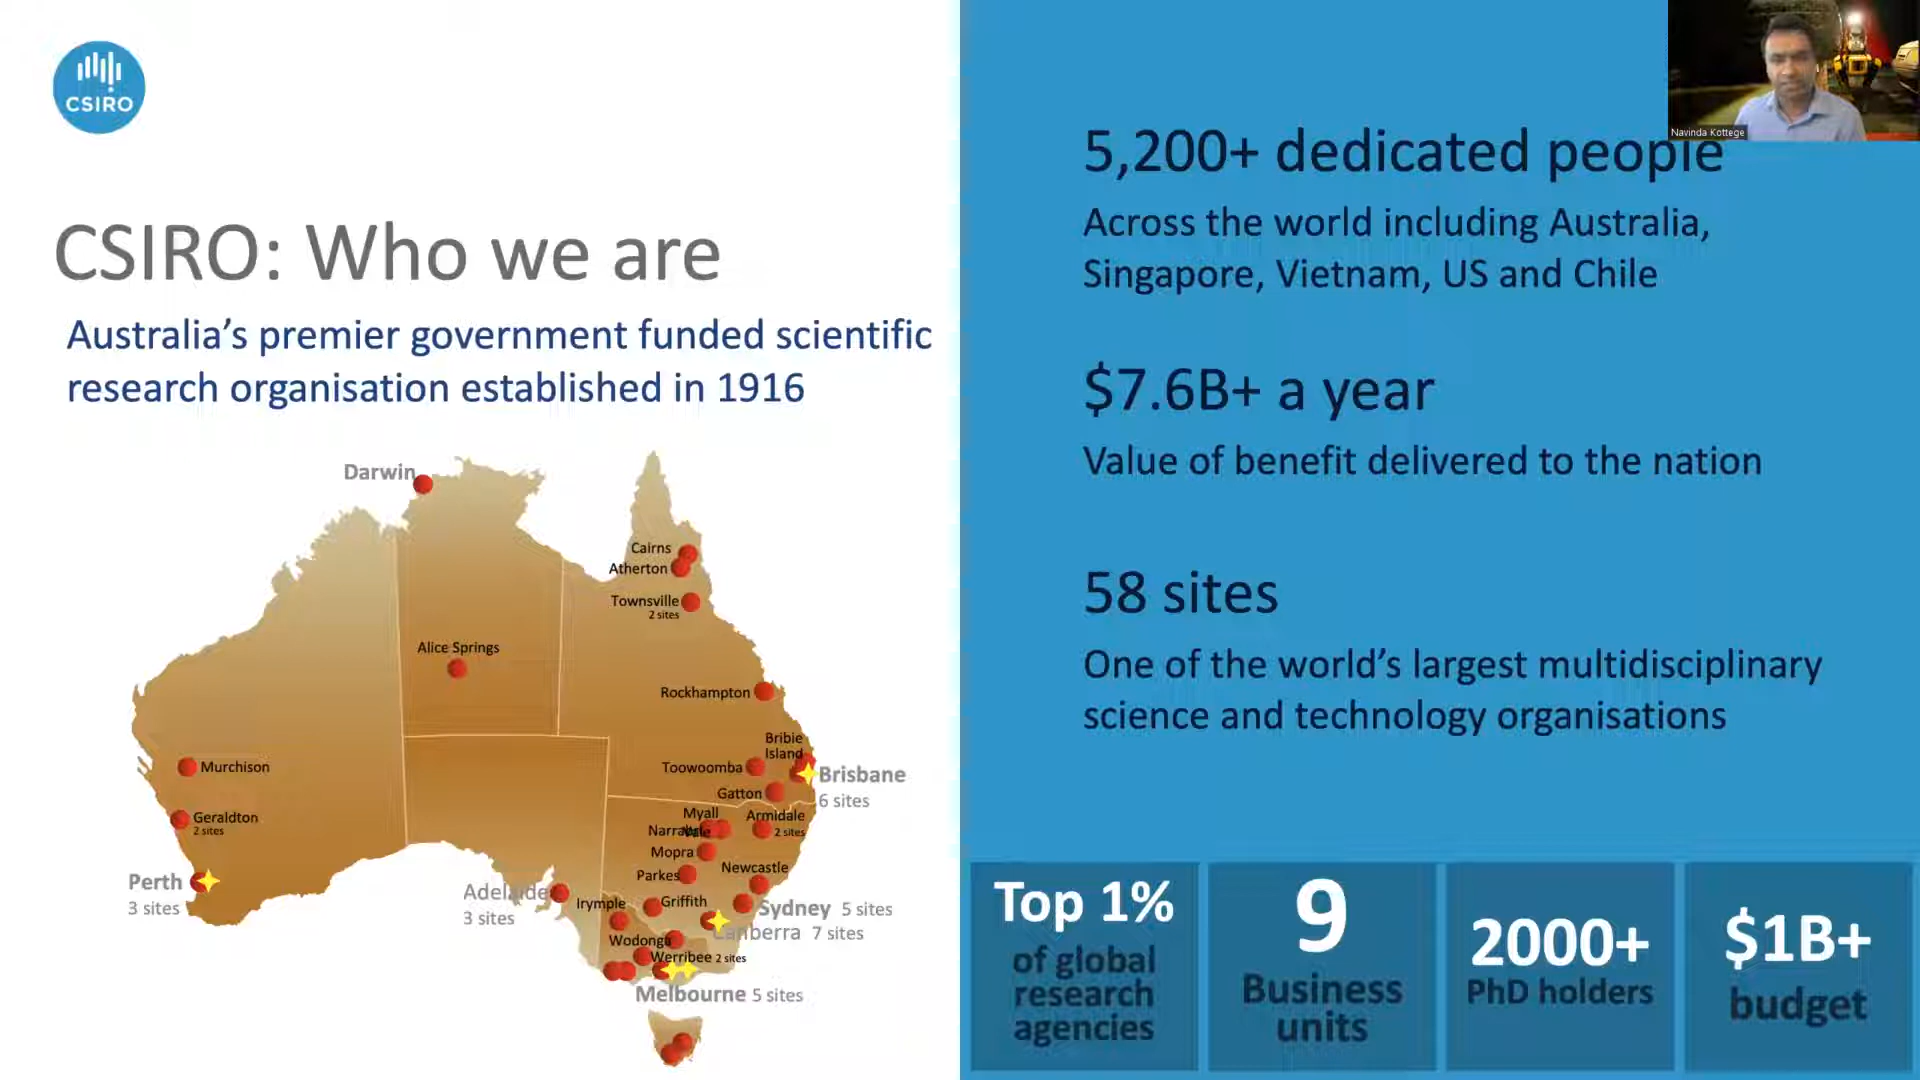 CSIRO
CSIRO: Who we are
Australia’s premier government funded scientific
research organisation established in 1916
Darwin
Cairns
Atherton
Townsville
2 sites
Alice Springs
Rockhampton
Bribie
Island
Murchison
Toowoomba
Brisbane
6 sites
Gatton
Geraldton
2 sites
Myall
Vale
Armidale
2 sites
Narrabri
Mopra
Newcastle
Parkes
Perth
3 sites
Adelaide
3 sites
Irymple
Griffith
Sydney 5 sites
Canberra 7 sites
Wodonga
Werribee 2 sites
Melbourne 5 sites
Navinda Kottege
5,200+ dedicated people
Across the world including Australia,
Singapore, Vietnam, US and Chile
$7.6B+ a year
Value of benefit delivered to the nation
58 sites
One of the world’s largest multidisciplinary
science and technology organisations
Top 1%
of global
research
agencies
9
Business
units
2000+
PhD holders
$1B+
budget